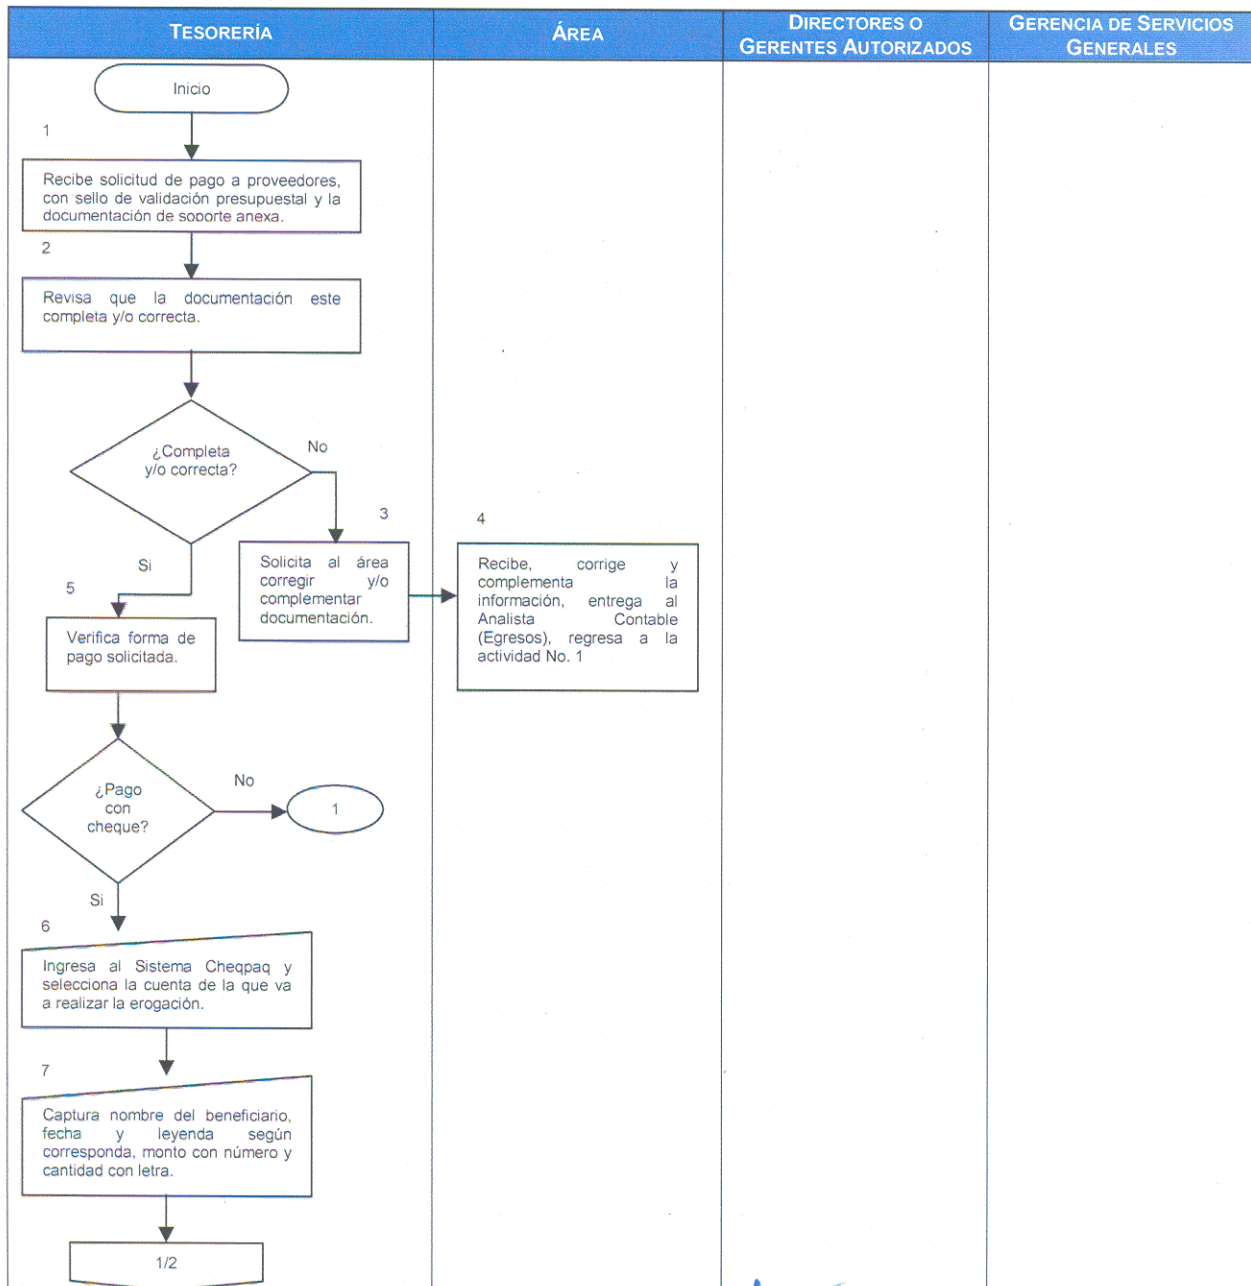 TESORERÍA
ÁREA
DIRECTORES O
GERENTES AUTORIZADOS
GERENCIA DE SERVICIOS
GENERALES
Inicio
1
Recibe solicitud de pago a proveedores,
con sello de validación presupuestal y la
documentación de soporte anexa.
2
Revisa que la documentación este
completa y/o correcta.
¿Completa
y/o correcta?
No
Si
3
Solicita al área
corregir y/o
complementar
documentación.
4
Recibe, corrige y
complementa la
información, entrega al
Analista Contable
(Egresos), regresa a la
actividad No. 1
5
Verifica forma de
pago solicitada.
¿Pago
con
cheque?
No
1
Si
6
Ingresa al Sistema Cheqpaq y
selecciona la cuenta de la que va
a realizar la erogación.
7
Captura nombre del beneficiario,
fecha y leyenda según
corresponda, monto con número y
cantidad con letra.
1/2